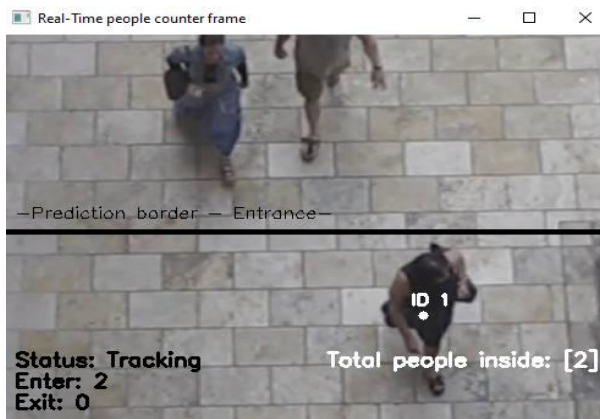 Real-Time people counter frame
-Prediction border - Entrance-
ID 1
Status: Tracking
Total people inside: [2]
Enter: 2
Exit: 0